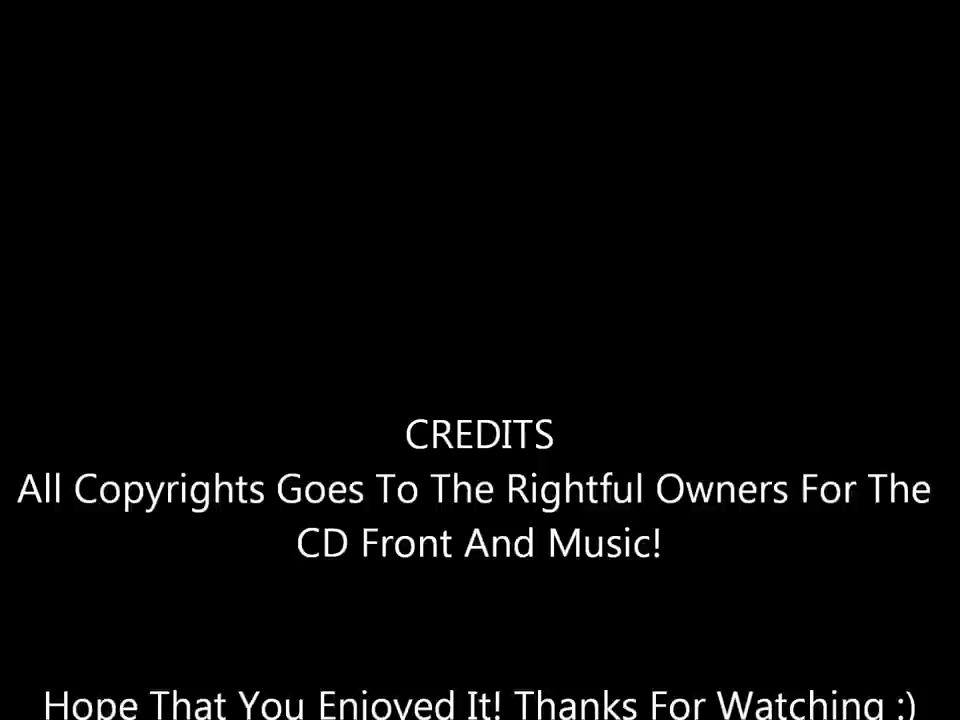 CREDITS
All Copyrights Goes To The Rightful Owners For The
CD Front And Music!
Hope That You Enjoyed It! Thanks For Watching :)